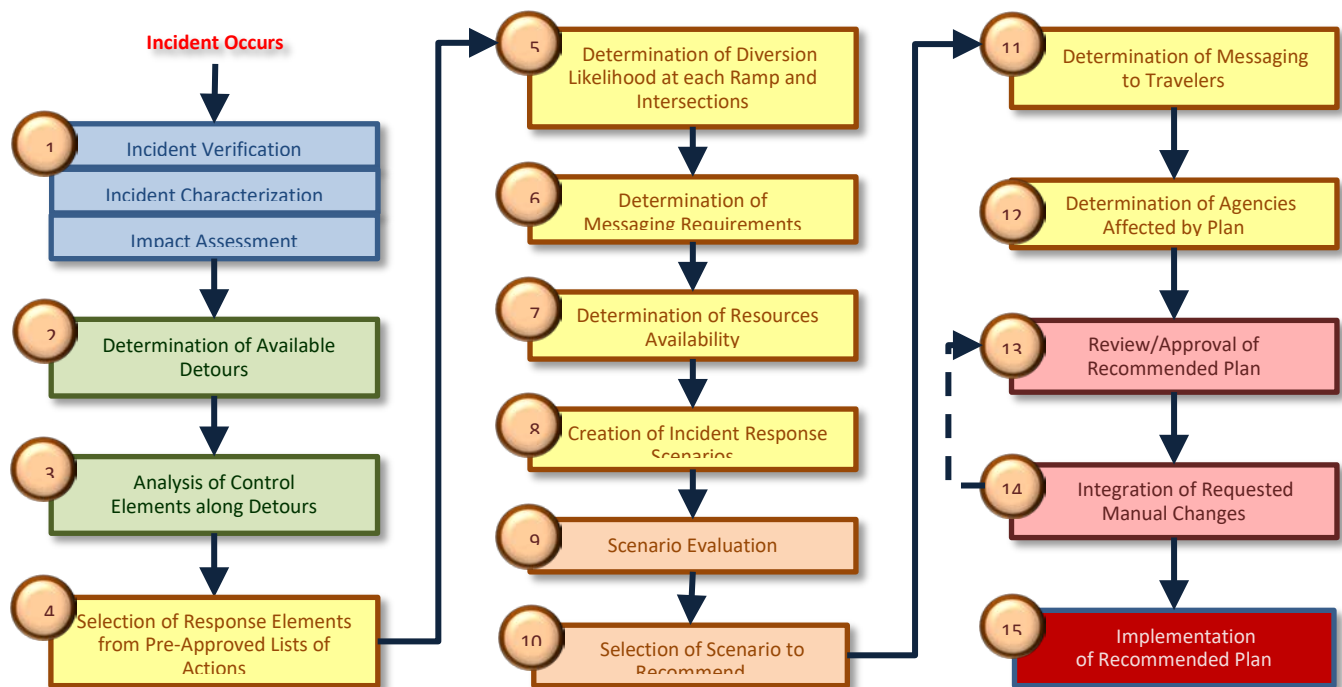 Incident Occurs
1
Incident Verification
Incident Characterization
Impact Assessment
2
Determination of Available
Detours
3
Analysis of Control
Elements along Detours
4
Selection of Response Elements
from Pre-Approved Lists of
Actions
5
Determination of Diversion
Likelihood at each Ramp and
Intersections
6
Determination of
Messaging Requirements
7
Determination of Resources
Availability
8
Creation of Incident Response
Scenarios
9
Scenario Evaluation
10
Selection of Scenario to
Recommend
11
Determination of Messaging
to Travelers
12
Determination of Agencies
Affected by Plan
13
Review/Approval of
Recommended Plan
14
Integration of Requested
Manual Changes
15
Implementation
of Recommended Plan